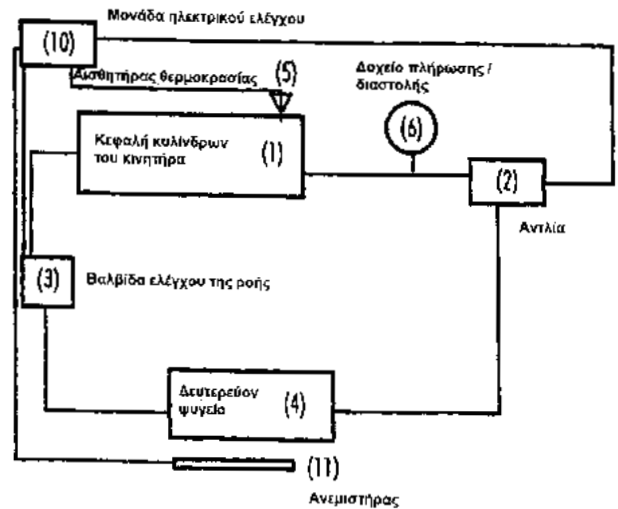 Μονάδα ηλεκτρικού ελέγχου
(10)
Αισθητήρας θερμοκρασίας (5)
Δοχείο πλήρωσης /
διαστολής
(6)
Κεφαλή κυλίνδρων
του κινητήρα
(1)
(2)
Αντλία
(3)
Βαλβίδα ελέγχου της ροής
Δευτερεύον
ψυγείο
(4)
(11)
Ανεμιστήρας